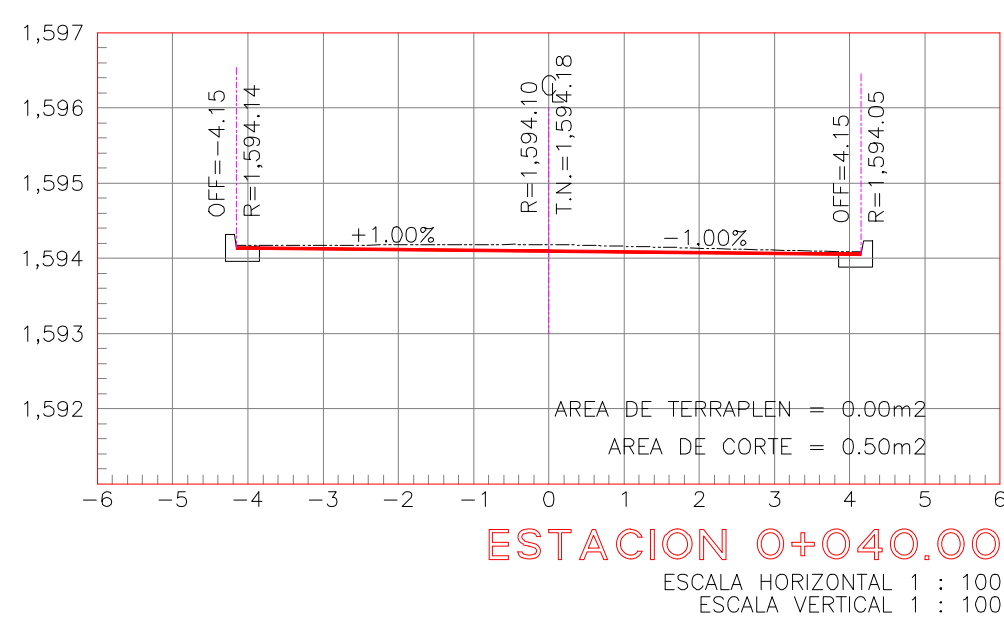 1,597
1,596
1,595
1,594
1,593
1,592
OFF=-4.15
R=1,594.14
R=1,594.10
T.N.=1,594.18
CL
OFF=4.15
R=1,594.05
+1.00%
-1.00%
AREA DE TERRAPLEN = 0.00m2
AREA DE CORTE = 0.50m2
-6 -5 -4 -3 -2 -1 0 1 2 3 4 5 6
ESTACION 0+040.00
ESCALA HORIZONTAL 1 : 100
ESCALA VERTICAL 1 : 100